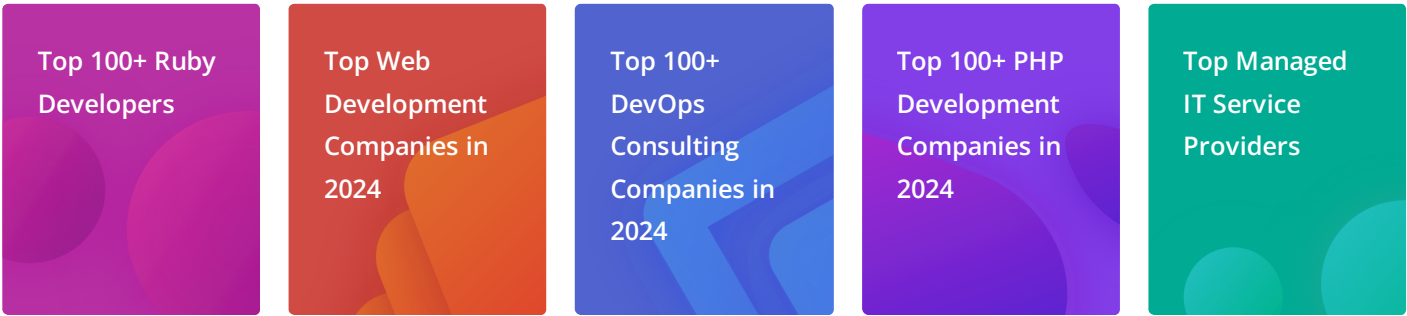 Top 100+ Ruby
Developers
Top Web
Development
Companies in
2024
Top 100+
DevOps
Consulting
Companies in
2024
Top 100+ PHP
Development
Companies in
2024
Top Managed
IT Service
Providers